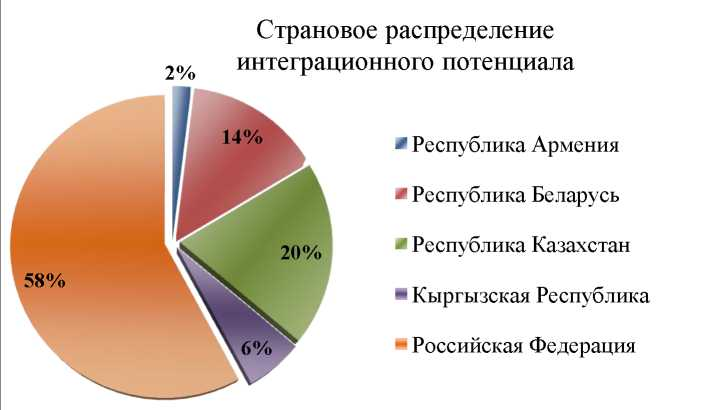 Страновое распределение
интеграционного потенциала
2%
14%
20%
6%
58%
Республика Армения
Республика Беларусь
Республика Казахстан
Кыргызская Республика
Российская Федерация